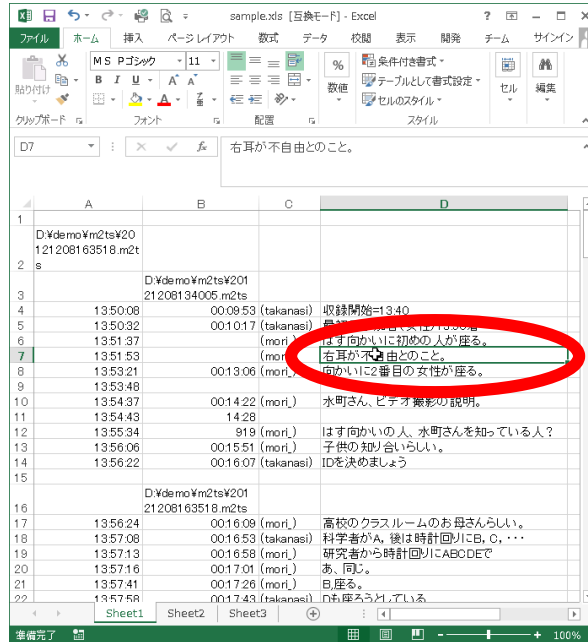 sample.xls [互換モード] - Excel
ファイル ホーム 挿入 ページ レイアウト 数式 データ 校閲 表示 開発 チーム サインイン
貼り付け
MS Pゴシック 11
B I U A A
A
%
数値
条件付き書式
テーブルとして書式設定
セルのスタイル
セル
編集
クリップボード フォント 配置 スタイル
D7 fx 右耳が不自由とのこと。
A B C D
1
2 D:¥demo¥m2ts¥20
121208163518.m2t
s
3 D:¥demo¥m2ts¥201
21208134005.m2ts
4 13:50:08 00:09:53 (takanasi) 収録開始=13:40
5 13:50:32 00:10:17 (takanasi)
6 13:51:37 (mori_) はす向かいに初めの人が座る。
7 13:51:53 右耳が不自由とのこと。
8 13:53:21 00:13:06 (mori_) 向かいに2番目の女性が座る。
9 13:53:48
10 13:54:37 00:14:22 (mori_) 水町さん、ビデオ撮影の説明。
11 13:54:43 14:28
12 13:55:34 919 (mori_) はす向かいの人、水町さんを知っている人?
13 13:56:06 00:15:51 (mori_) 子供の知り合いらしい。
14 13:56:22 00:16:07 (takanasi) IDを決めましょう
15
16 D:¥demo¥m2ts¥201
21208163518.m2ts
17 13:56:24 00:16:09 (mori_) 高校のクラスルームのお母さんらしい。
18 13:57:08 00:16:53 (takanasi) 科学者がA, 後は時計回りにB, C, ・・・
19 13:57:13 00:16:58 (mori_) 研究者から時計回りにABCDEで
20 13:57:16 00:17:01 (mori_) あ、同じ。
21 13:57:41 00:17:26 (mori_) B,座る。
22 13:57:58 00:17:43 (takanasi) Dも座ろうとしている
Sheet1 Sheet2 Sheet3
準備完了 100%